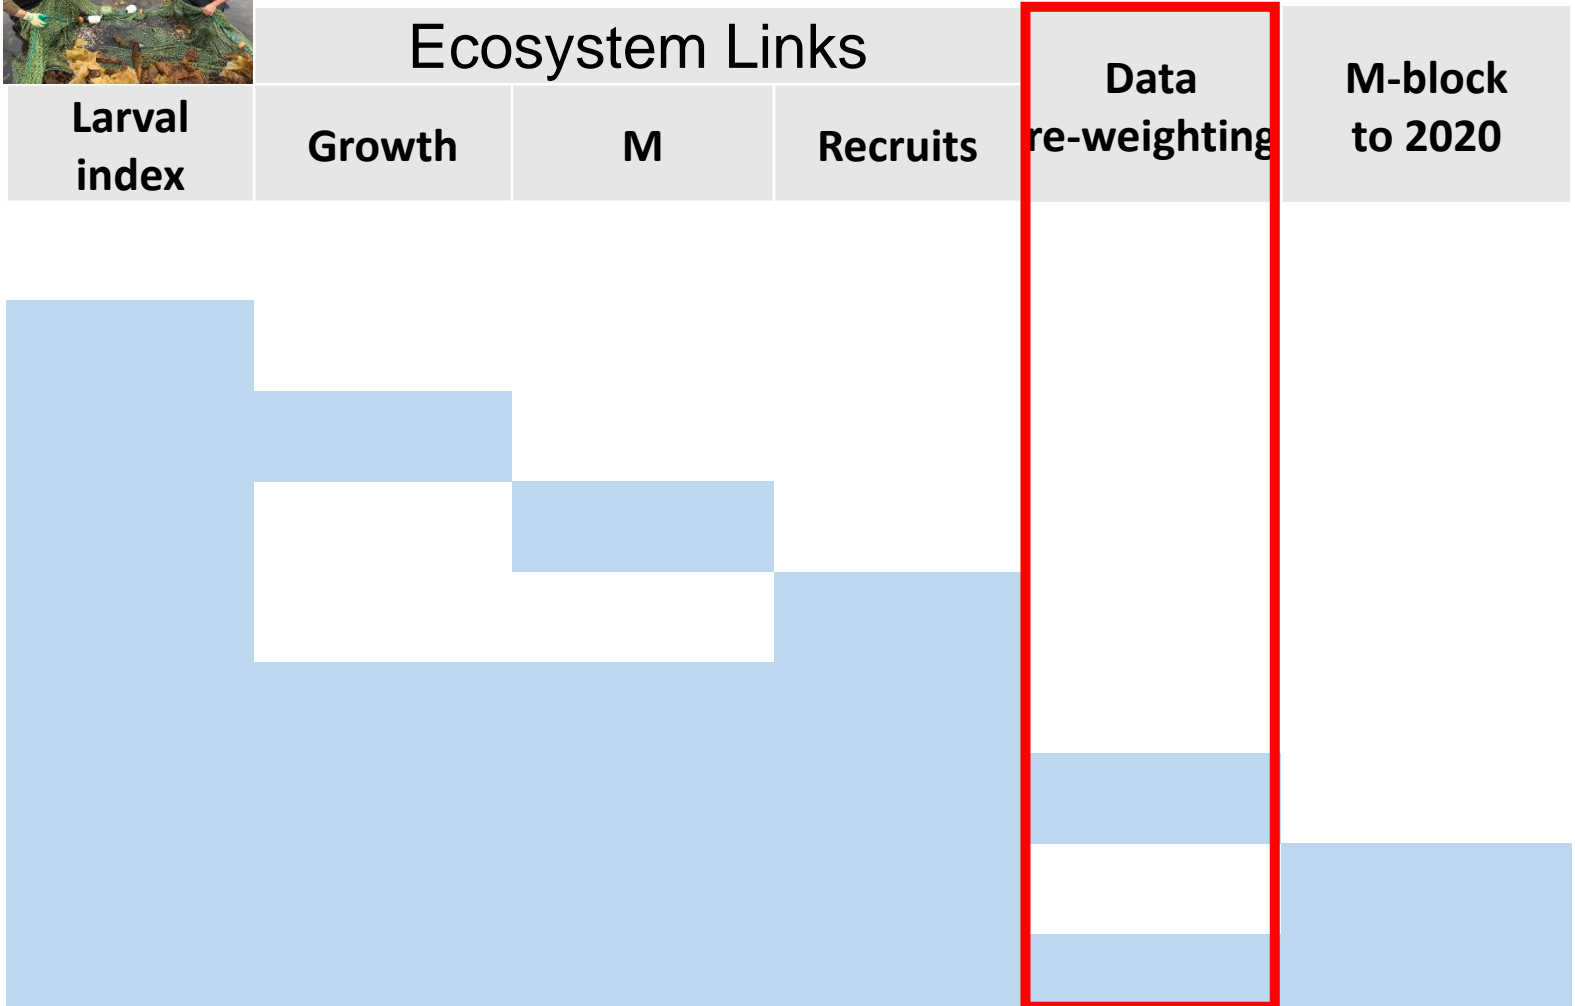 Ecosystem Links
Larval
index
Growth
M
Recruits
Data
re-weighting
M-block
to 2020